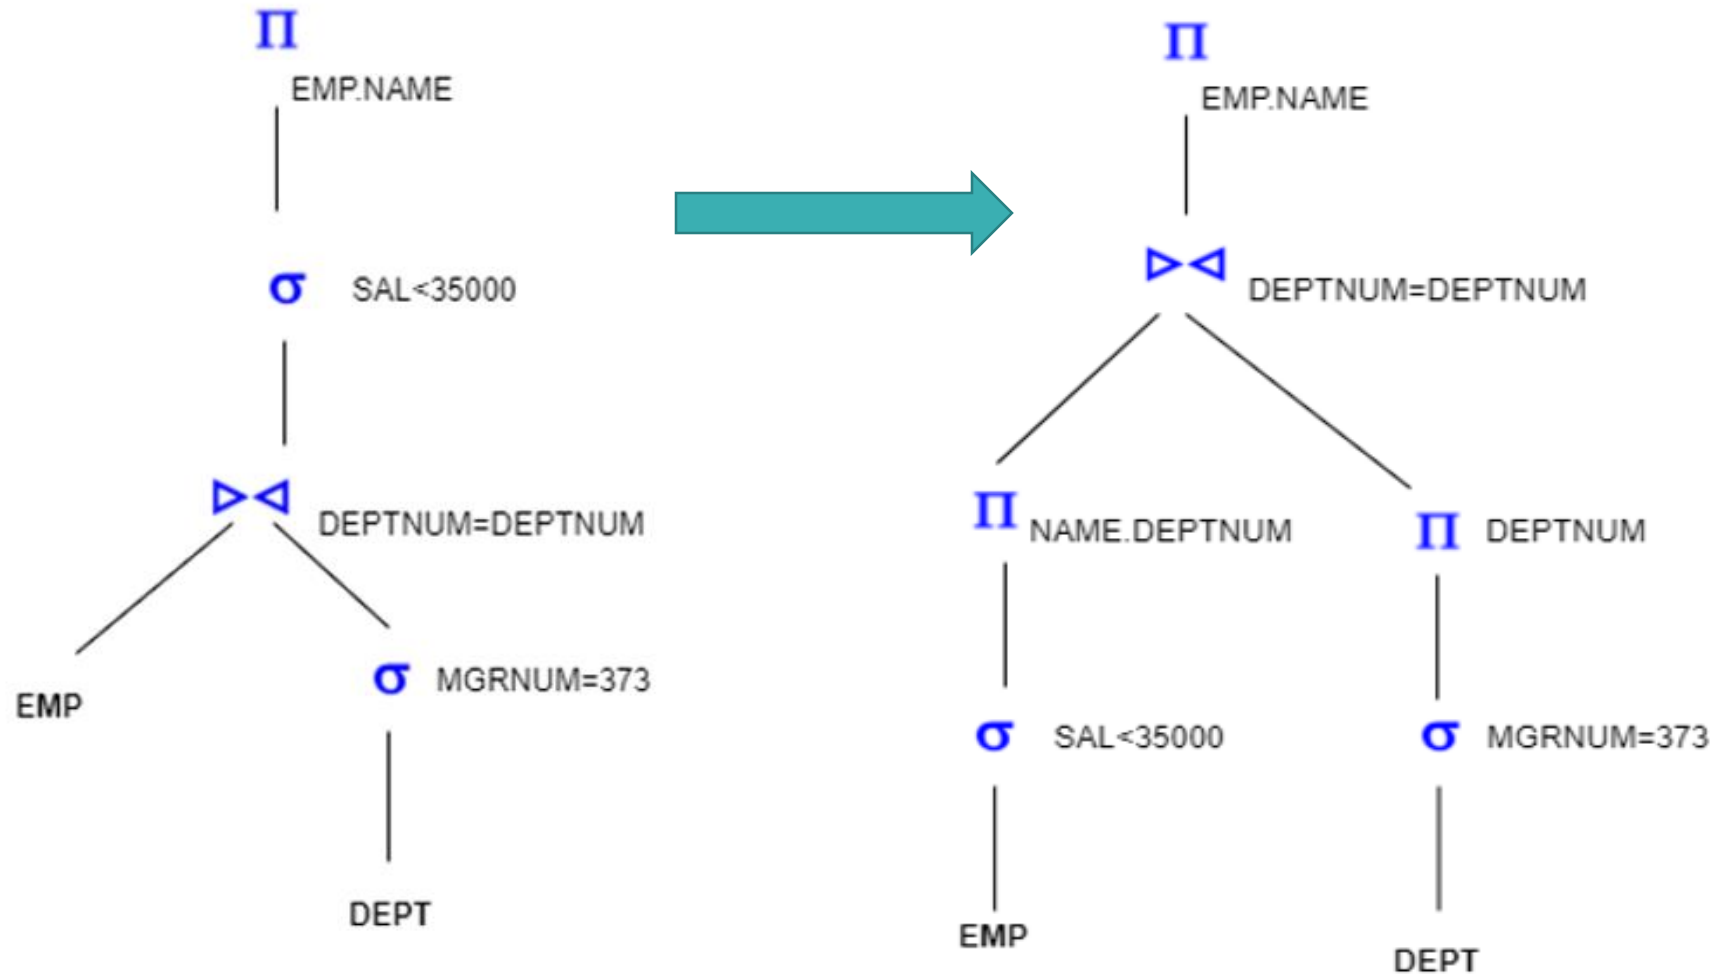 Π
EMP.NAME
σ SAL<35000
⊳⊲ DEPTNUM=DEPTNUM
EMP
σ MGRNUM=373
DEPT
Π
EMP.NAME
⊳⊲ DEPTNUM=DEPTNUM
Π NAME.DEPTNUM
Π DEPTNUM
σ SAL<35000
σ MGRNUM=373
EMP
DEPT